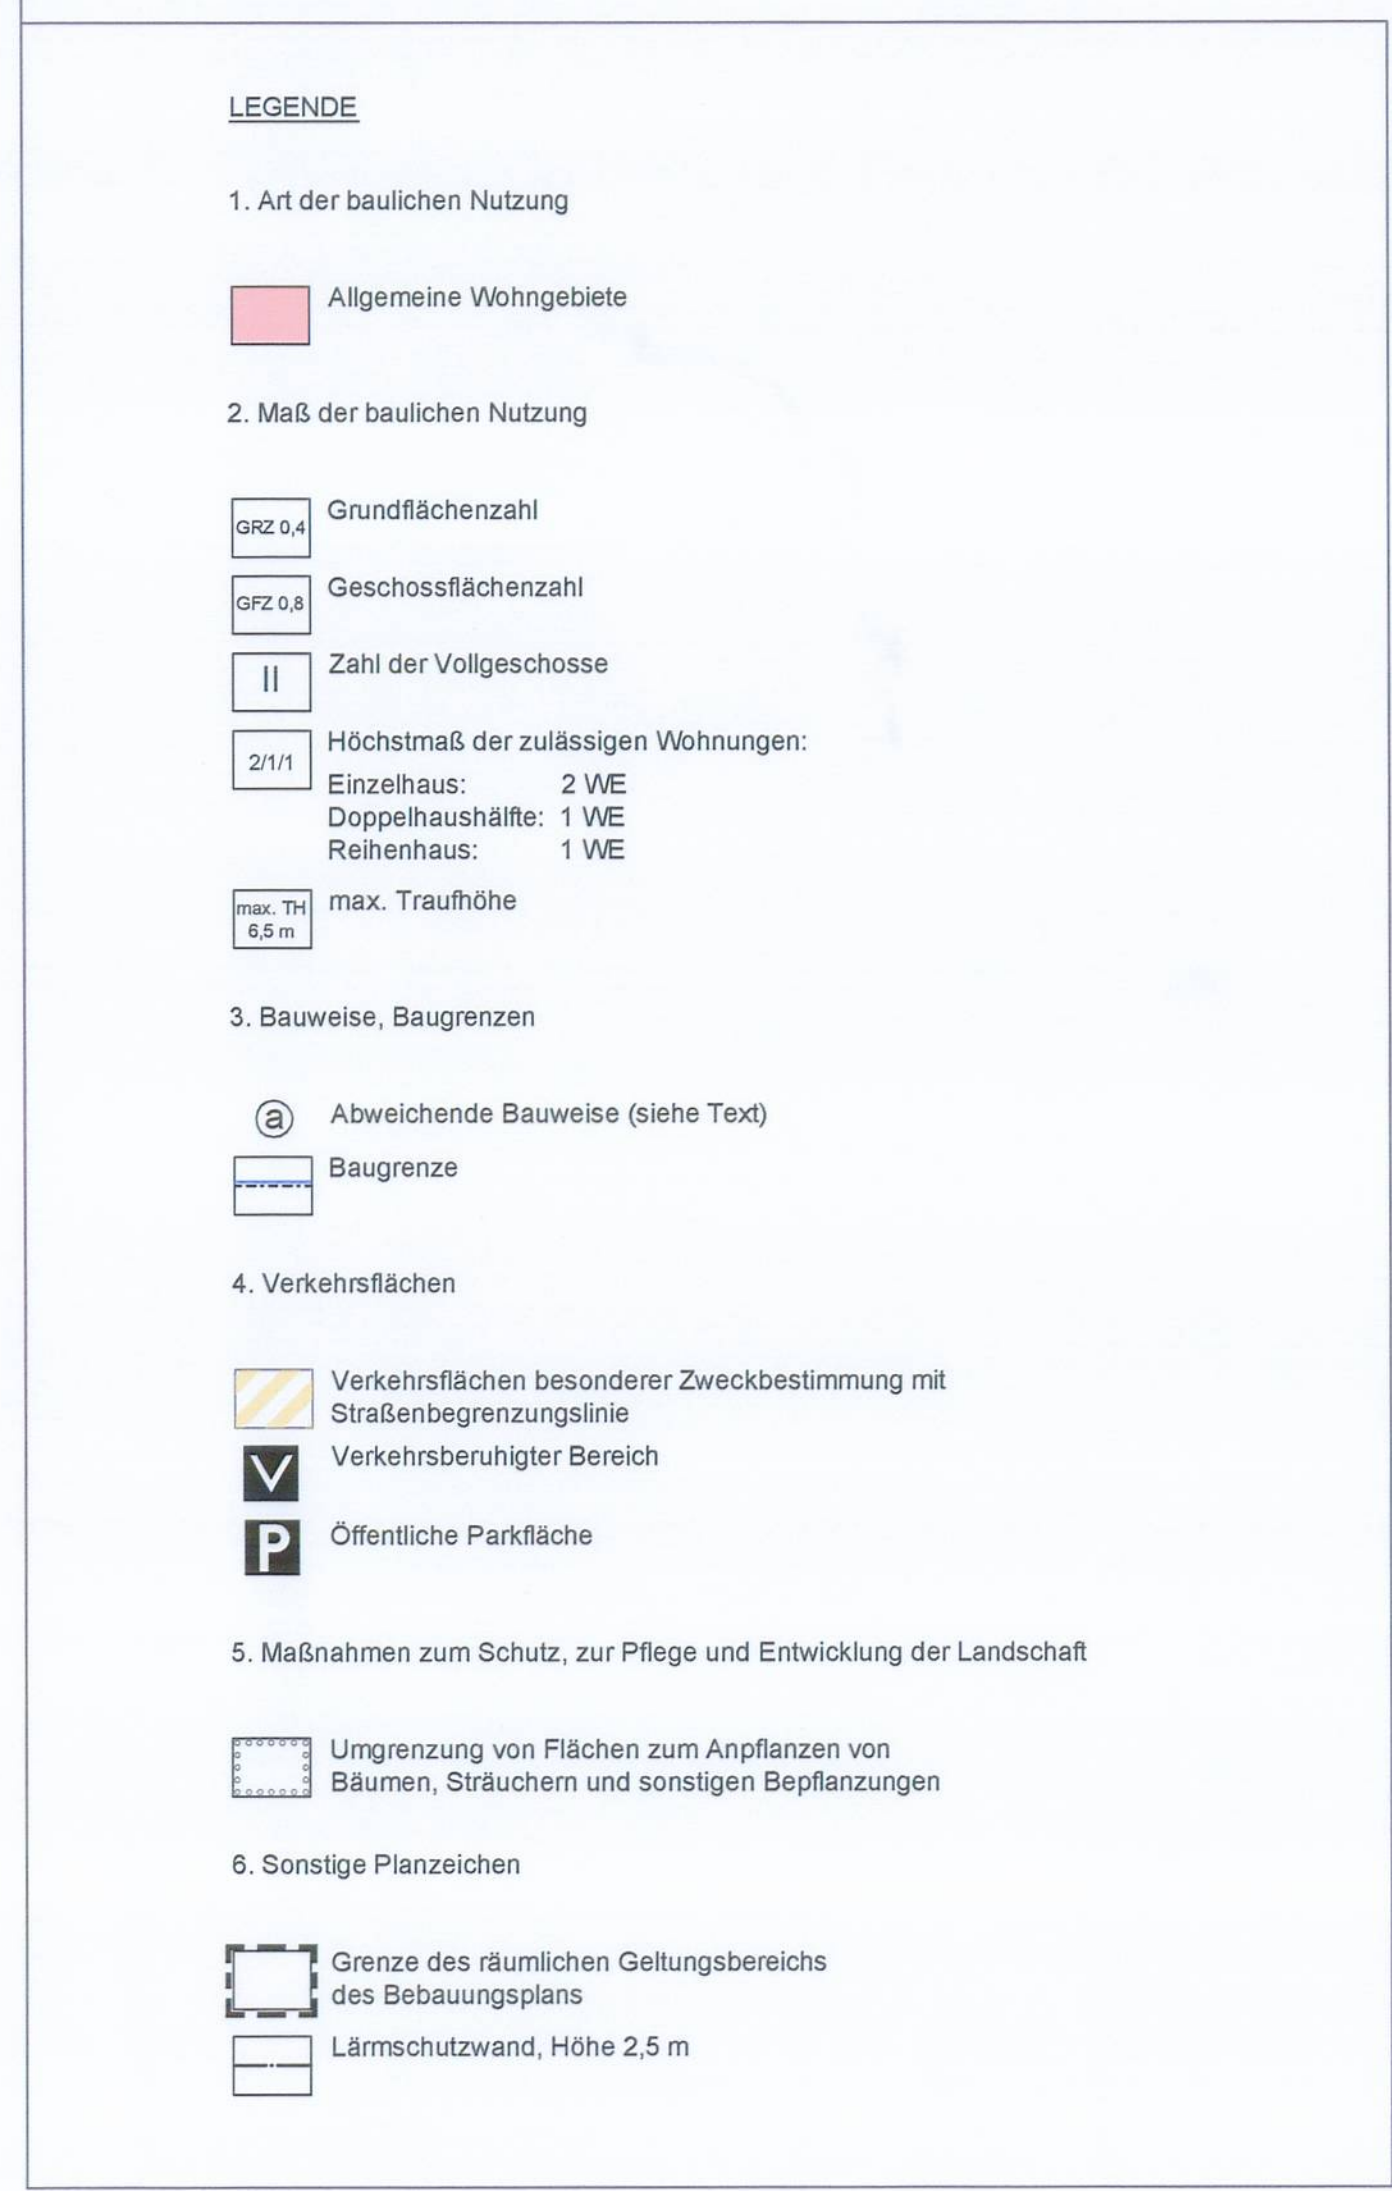 LEGENDE
1. Art der baulichen Nutzung
Allgemeine Wohngebiete
2. Maß der baulichen Nutzung
GRZ 0,4 Grundflächenzahl
GFZ 0,8 Geschossflächenzahl
II Zahl der Vollgeschosse
2/1/1 Höchstmaß der zulässigen Wohnungen:
Einzelhaus: 2 WE
Doppelhaushälfte: 1 WE
Reihenhaus: 1 WE
max. TH
6,5 m
max. Traufhöhe
3. Bauweise, Baugrenzen
a Abweichende Bauweise (siehe Text)
Baugrenze
4. Verkehrsflächen
Verkehrsflächen besonderer Zweckbestimmung mit
Straßenbegrenzungslinie
V Verkehrsberuhigter Bereich
P Öffentliche Parkfläche
5. Maßnahmen zum Schutz, zur Pflege und Entwicklung der Landschaft
Umgrenzung von Flächen zum Anpflanzen von
Bäumen, Sträuchern und sonstigen Bepflanzungen
6. Sonstige Planzeichen
Grenze des räumlichen Geltungsbereichs
des Bebauungsplans
Lärmschutzwand, Höhe 2,5 m